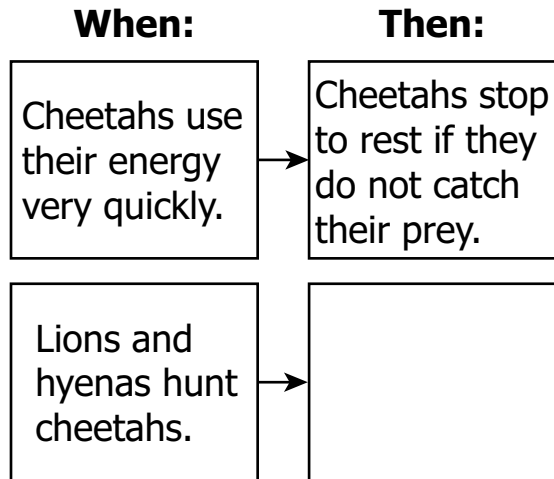 When:
Then:
Cheetahs use
their energy
very quickly.
Cheetahs stop
to rest if they
do not catch
their prey.
Lions and
hyenas hunt
cheetahs.